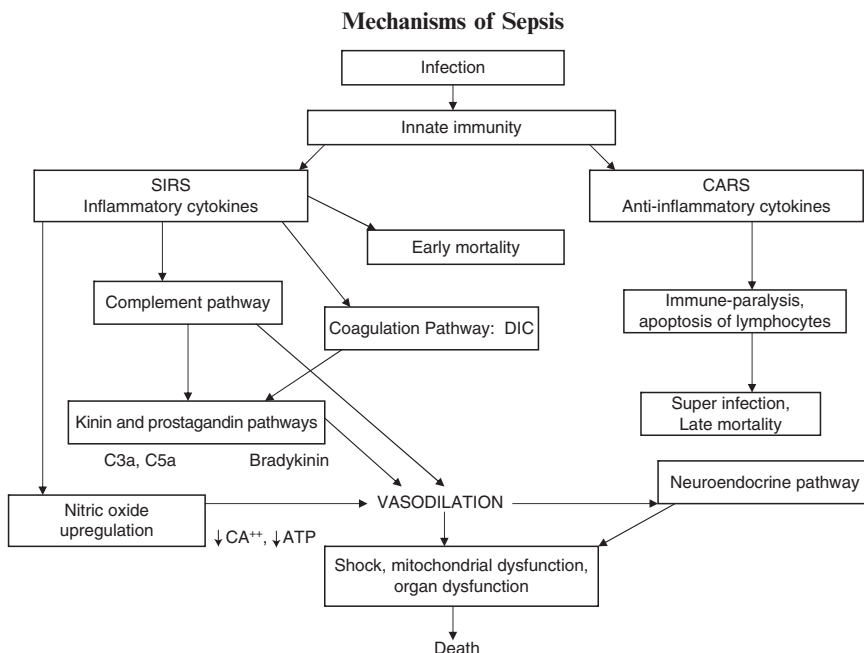 Mechanisms of Sepsis
Infection
Innate immunity
SIRS
Inflammatory cytokines
CARS
Anti-inflammatory cytokines
Early mortality
Complement pathway
Coagulation Pathway: DIC
Immune-paralysis,
apoptosis of lymphocytes
Kinin and prostagandin pathways
C3a, C5a
Bradykinin
Super infection,
Late mortality
Neuroendocrine pathway
Nitric oxide
upregulation
↓CA⁺⁺, ↓ATP
VASODILATION
Shock, mitochondrial dysfunction,
organ dysfunction
Death